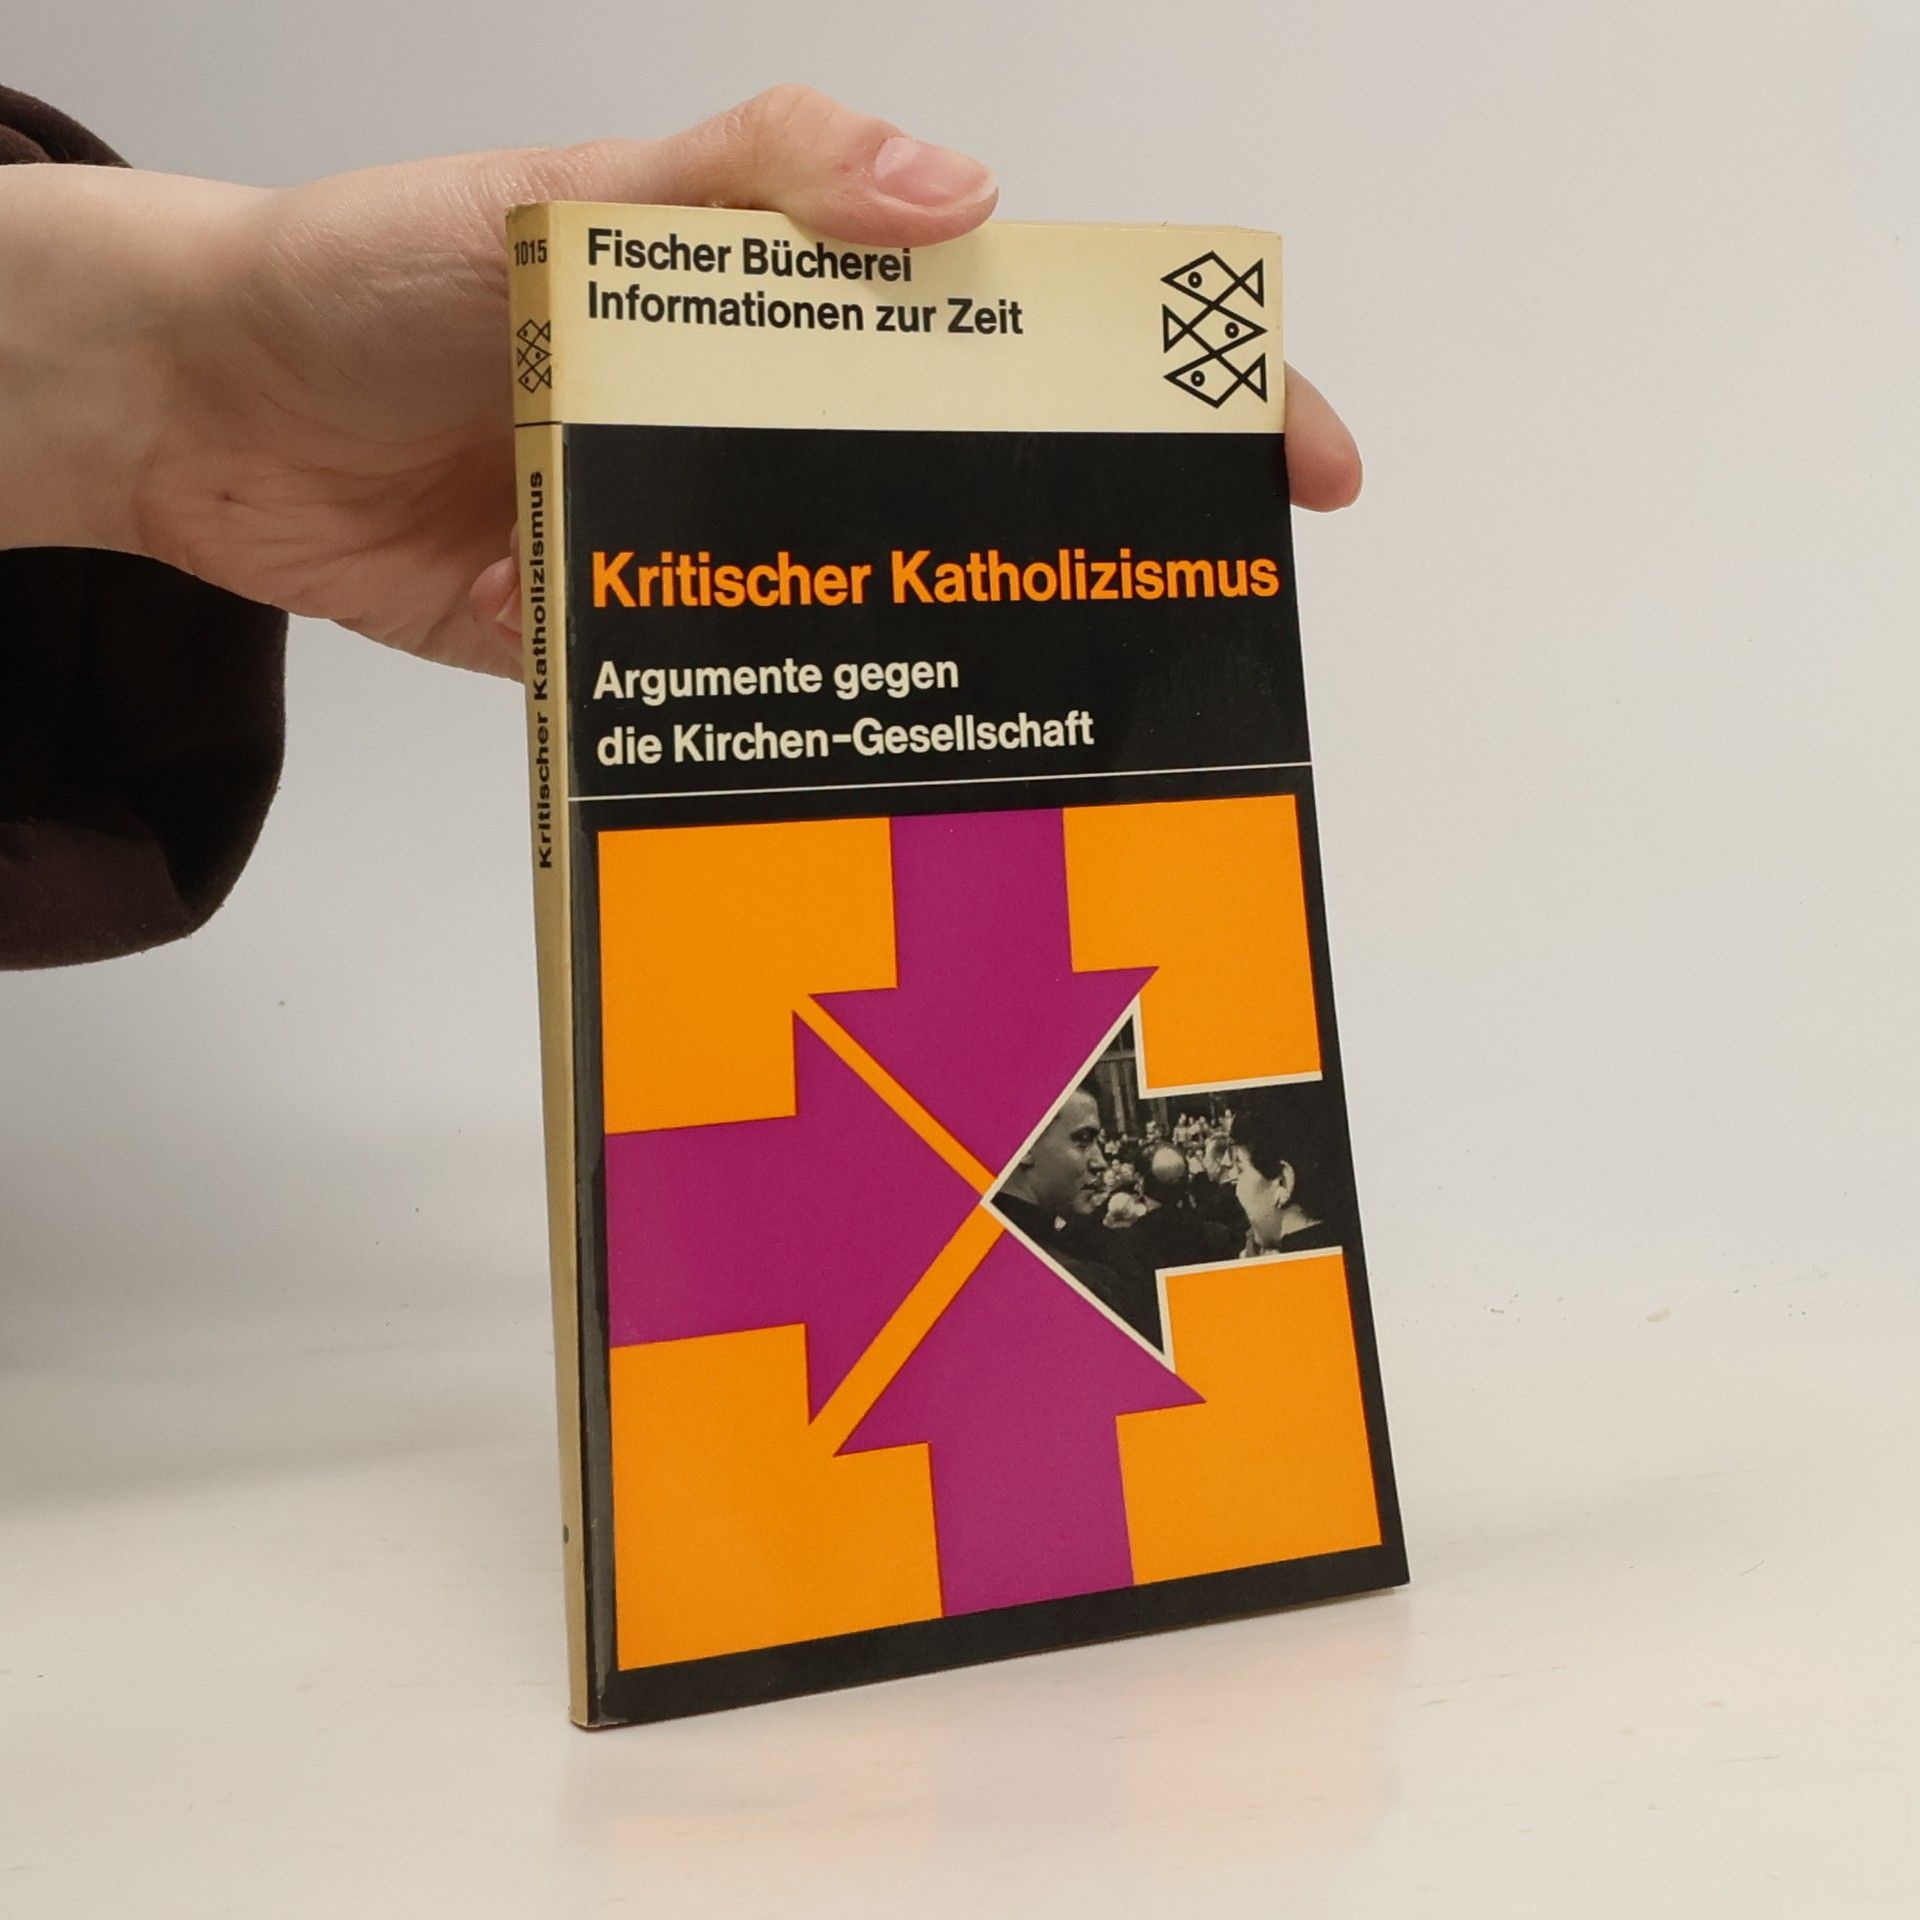 1015
Fischer Bücherei
Informationen zur Zeit
Kritischer Katholizismus
Kritischer Katholizismus
Argumente gegen
die Kirchen-Gesellschaft